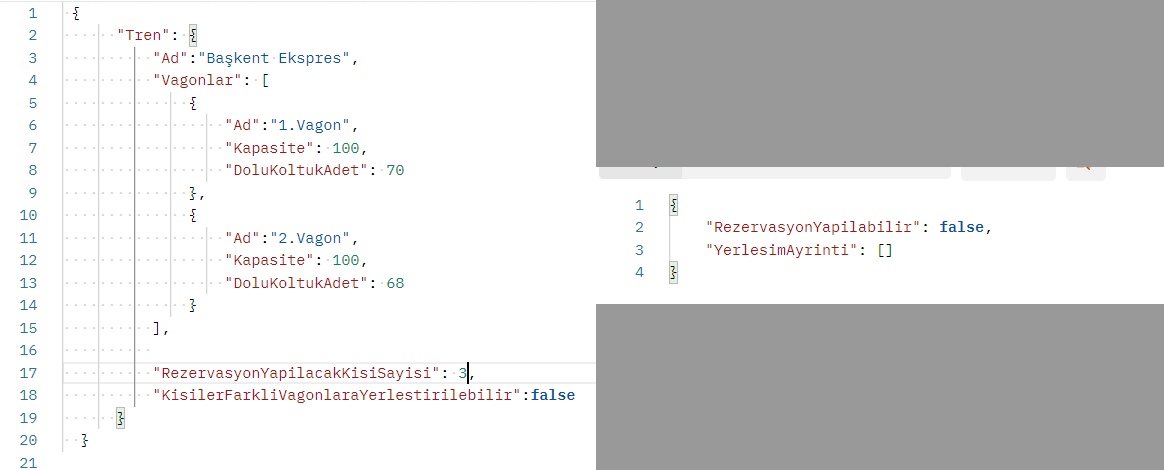 1 {
2 "Tren": {
3 "Ad":"Başkent Ekspres",
4 "Vagonlar": [
5 {
6 "Ad":"1.Vagon",
7 "Kapasite": 100,
8 "DoluKoltukAdet": 70
9 },
10 {
11 "Ad":"2.Vagon",
12 "Kapasite": 100,
13 "DoluKoltukAdet": 68
14 }
15 ],
16
17 "RezervasyonYapilacakKisiSayisi": 3,
18 "KisilerFarkliVagonlaraYerlestirilebilir":false
19 }
20 }
21
1 {
2 "RezervasyonYapilabilir": false,
3 "YerlesimAyrinti": []
4 }